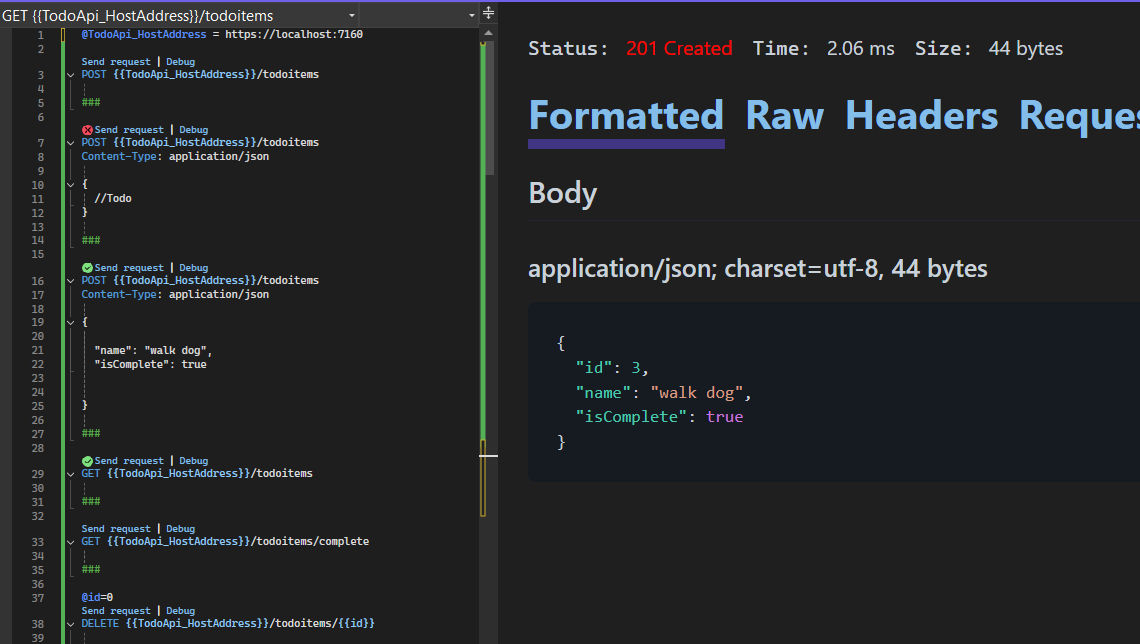 GET {{TodoApi_HostAddress}}/todoitems
1 @TodoApi_HostAddress = https://localhost:7160
2
Send request | Debug
3 POST {{TodoApi_HostAddress}}/todoitems
4
5 ###
6
Send request | Debug
7 POST {{TodoApi_HostAddress}}/todoitems
8 Content-Type: application/json
9
10 {
11 //Todo
12 }
13
14 ###
15
Send request | Debug
16 POST {{TodoApi_HostAddress}}/todoitems
17 Content-Type: application/json
18
19 {
20
21 "name": "walk dog",
22 "isComplete": true
23
24
25 }
26
27 ###
28
Send request | Debug
29 GET {{TodoApi_HostAddress}}/todoitems
30
31 ###
32
Send request | Debug
33 GET {{TodoApi_HostAddress}}/todoitems/complete
34
35 ###
36
37 @id=0
Send request | Debug
38 DELETE {{TodoApi_HostAddress}}/todoitems/{{id}}
39
Status: 201 Created Time: 2.06 ms Size: 44 bytes
Formatted Raw Headers Reques
Body
application/json; charset=utf-8, 44 bytes
{
"id": 3,
"name": "walk dog",
"isComplete": true
}